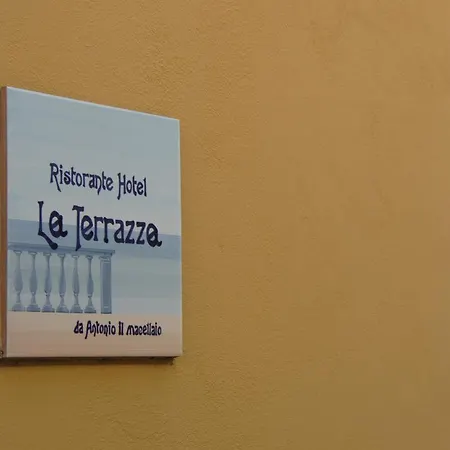 Ristorante Hotel
La Terrazza
da Antonio il macellaio